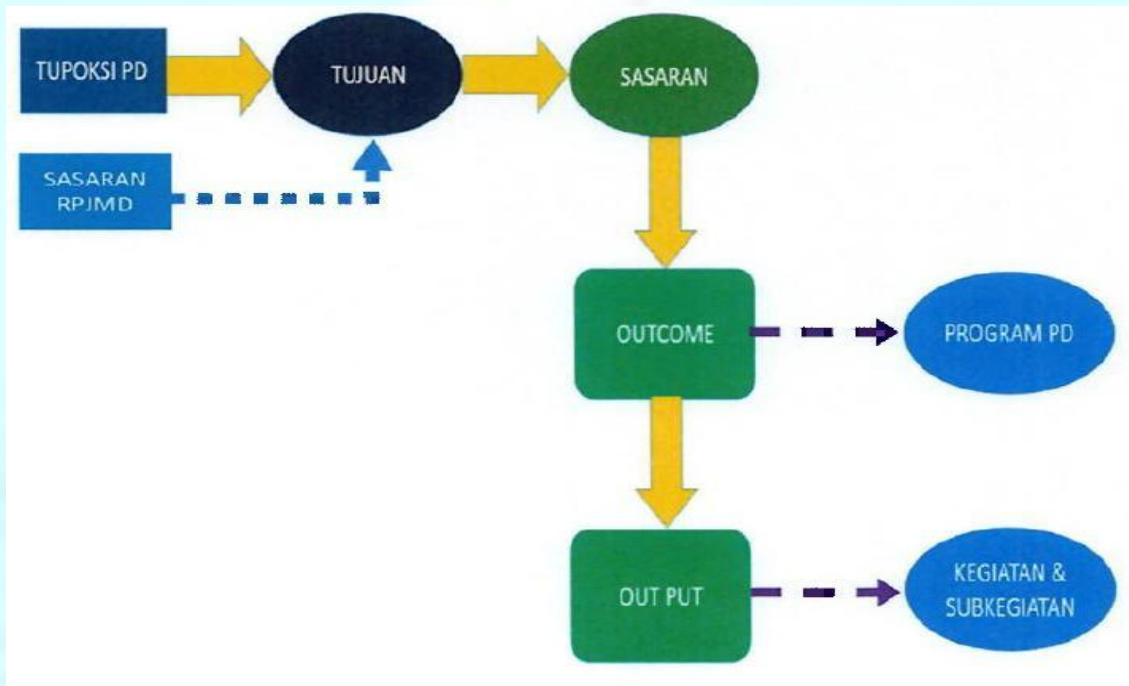 TUPOKSI PD
TUJUAN
SASARAN
SASARAN
RPJMD
OUTCOME
PROGRAM PD
OUT PUT
KEGIATAN &
SUBKEGIATAN